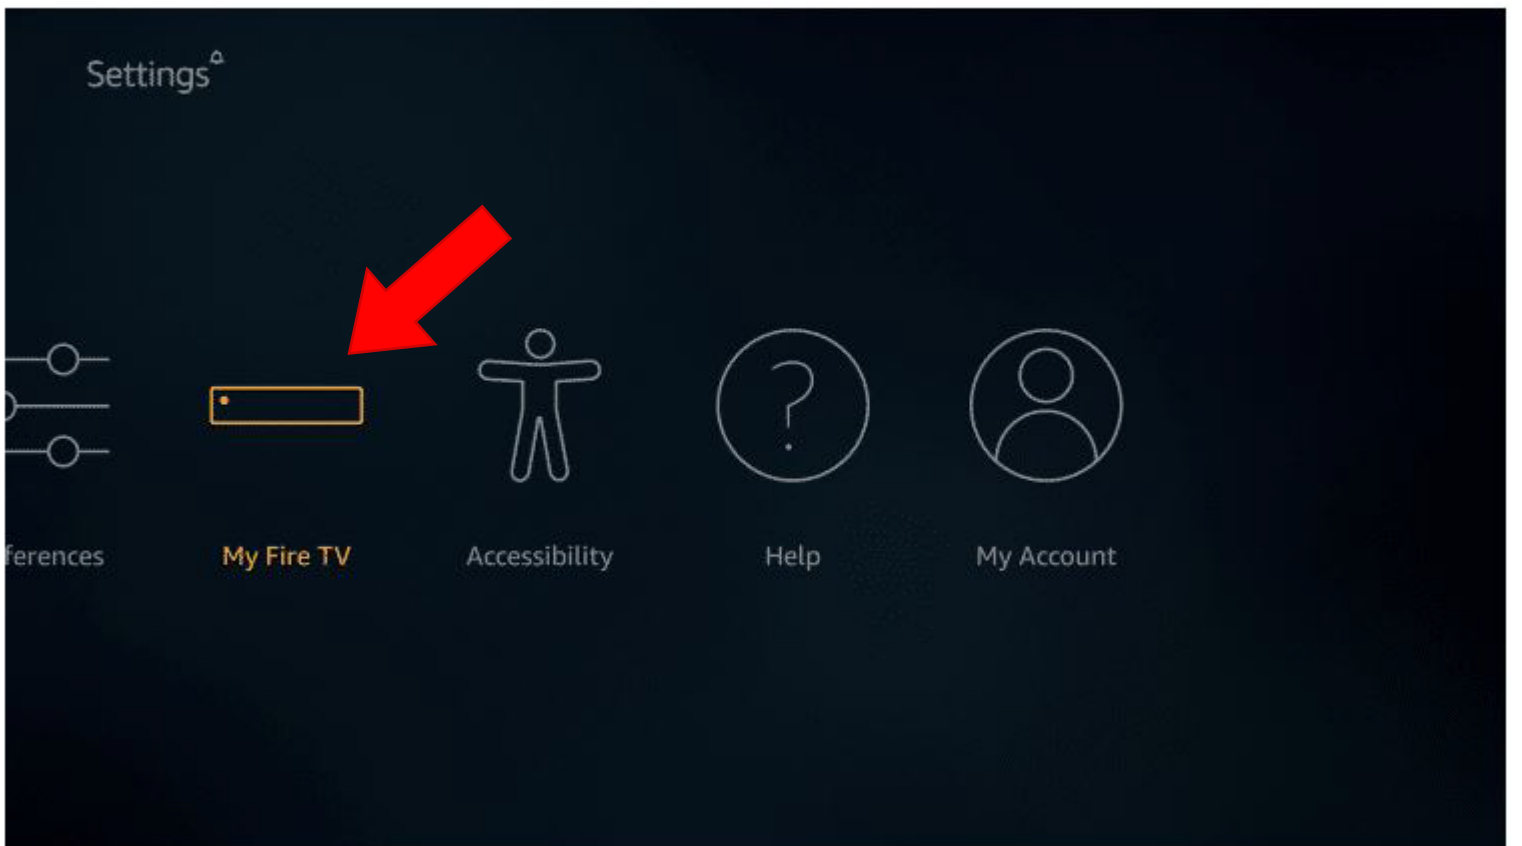 Settings
ferences
My Fire TV
Accessibility
Help
My Account